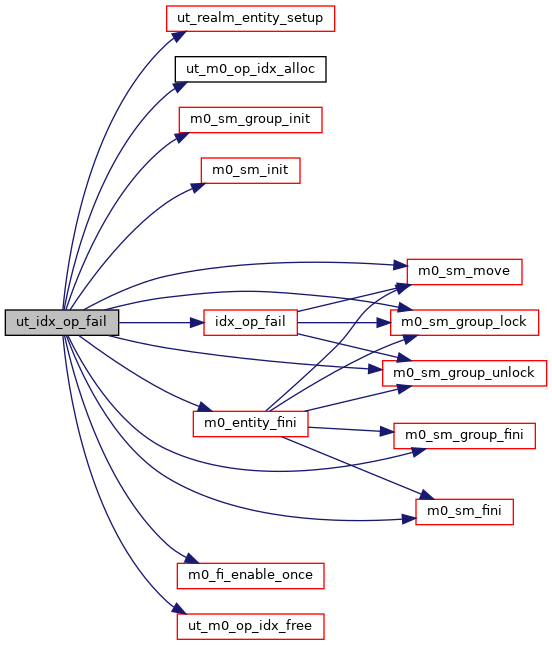 ut_realm_entity_setup
ut_m0_op_idx_alloc
m0_sm_group_init
m0_sm_init
m0_sm_move
ut_idx_op_fail
idx_op_fail
m0_sm_group_lock
m0_sm_group_unlock
m0_entity_fini
m0_sm_group_fini
m0_sm_fini
m0_fi_enable_once
ut_m0_op_idx_free